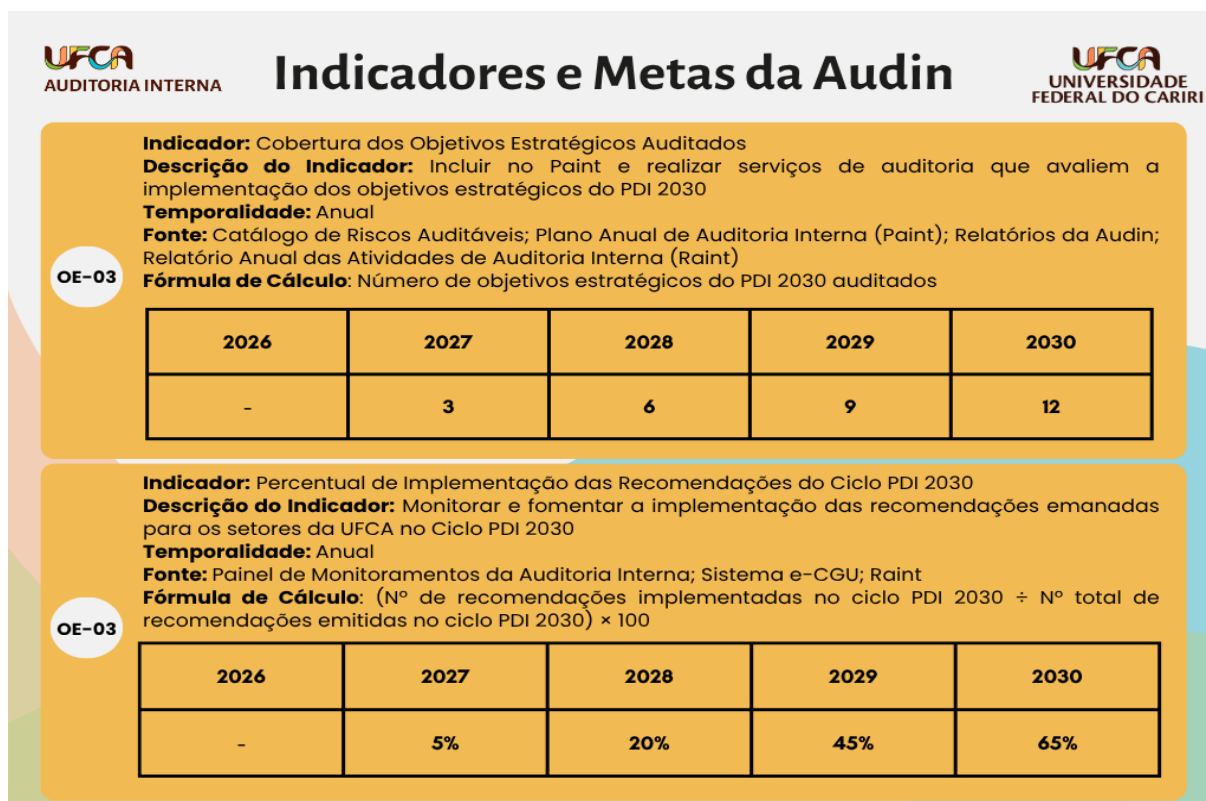 UFCA
AUDITORIA INTERNA
Indicadores e Metas da Audin
UFCA
UNIVERSIDADE
FEDERAL DO CARIRI
Indicador: Cobertura dos Objetivos Estratégicos Auditados
Descrição do Indicador: Incluir no Paint e realizar serviços de auditoria que avaliem a
implementação dos objetivos estratégicos do PDI 2030
Temporalidade: Anual
Fonte: Catálogo de Riscos Auditáveis; Plano Anual de Auditoria Interna (Paint); Relatórios da Audin;
Relatório Anual das Atividades de Auditoria Interna (Raint)
OE-03
Fórmula de Cálculo: Número de objetivos estratégicos do PDI 2030 auditados
2026 2027 2028 2029 2030
- 3 6 9 12
Indicador: Percentual de Implementação das Recomendações do Ciclo PDI 2030
Descrição do Indicador: Monitorar e fomentar a implementação das recomendações emanadas
para os setores da UFCA no Ciclo PDI 2030
Temporalidade: Anual
Fonte: Painel de Monitoramentos da Auditoria Interna; Sistema e-CGU; Raint
Fórmula de Cálculo: (Nº de recomendações implementadas no ciclo PDI 2030 ÷ Nº total de
recomendações emitidas no ciclo PDI 2030) × 100
OE-03
2026 2027 2028 2029 2030
- 5% 20% 45% 65%